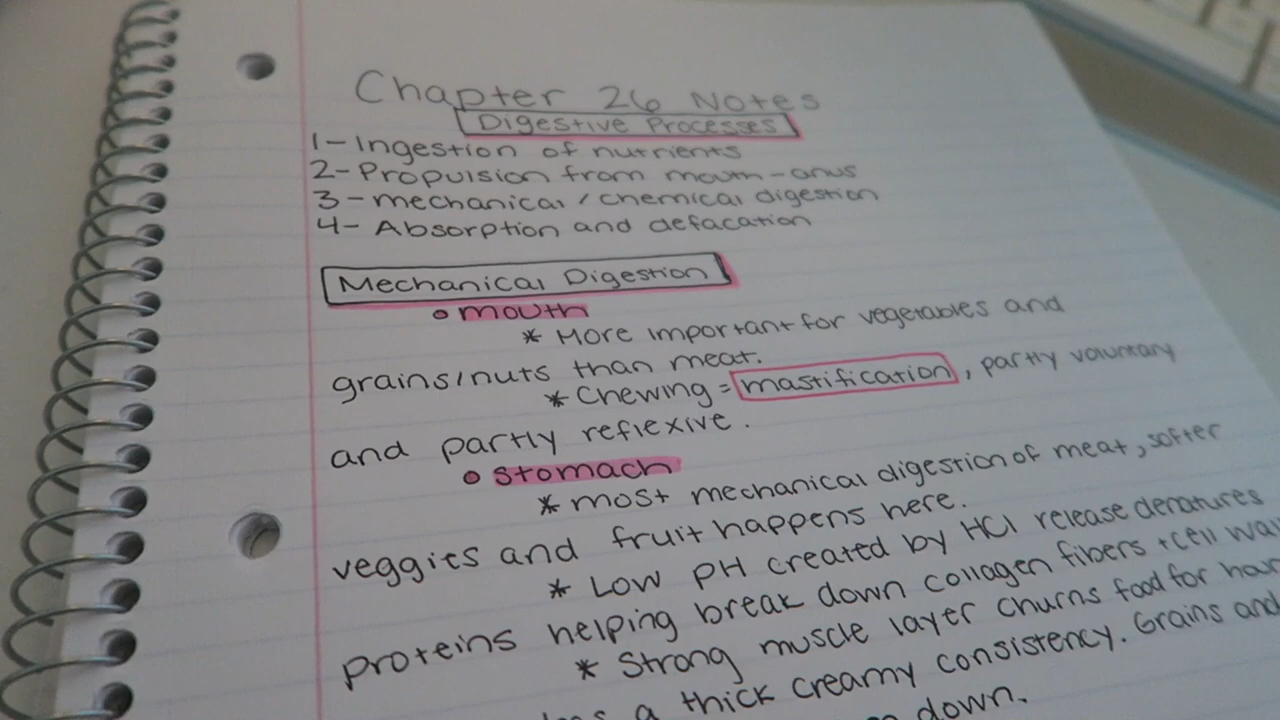 Chapter 26 Notes
Digestive Processes
1- Ingestion of nutrients
2- Propulsion from mouth-anus
3- mechanical/chemical digestion
4- Absorption and defacation
Mechanical Digestion
• mouth
* More important for vegetables and
grains/nuts than meat.
* Chewing = mastification, partly voluntary
and partly reflexive.
• stomach
* most mechanical digestion of meat, softer
veggies and fruit happens here.
* Low PH created by HCl release denatures
proteins helping break down collagen fibers + cell
* Strong muscle layer churns food for
a thick creamy consistency. Grains and
down.